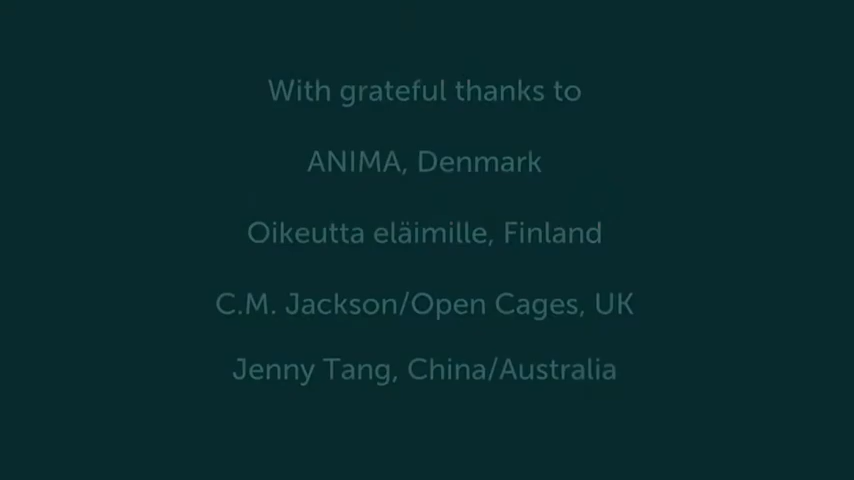 With grateful thanks to
ANIMA, Denmark
Oikeutta eläimille, Finland
C.M. Jackson/Open Cages, UK
Jenny Tang, China/Australia